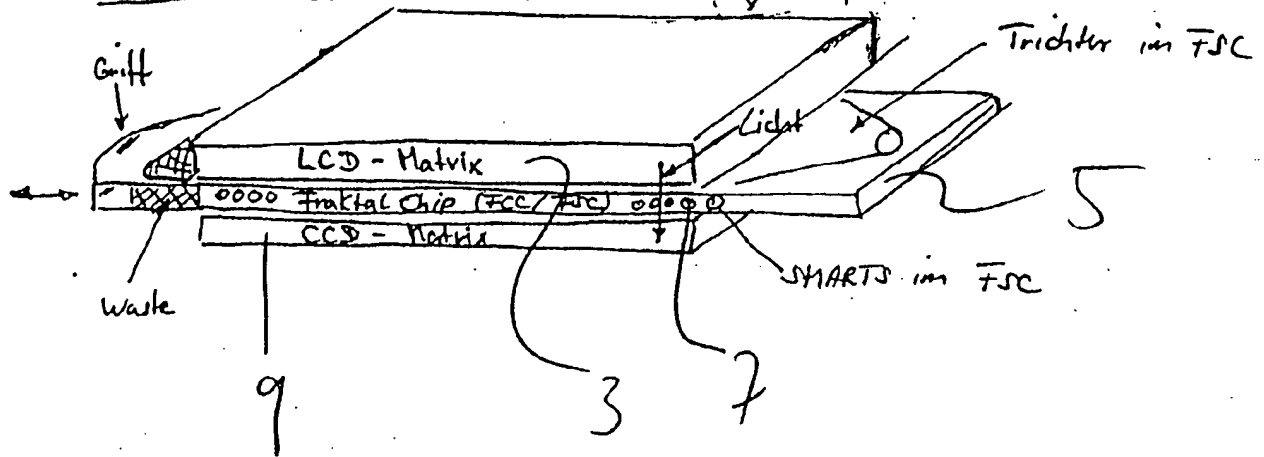 Trichter im FSC
Griff
Licht
LCD - Matrix
Fraktal Chip (FCC/FSC)
5
CCD - Matrix
SMARTS im FSC
Waste
9
3
7